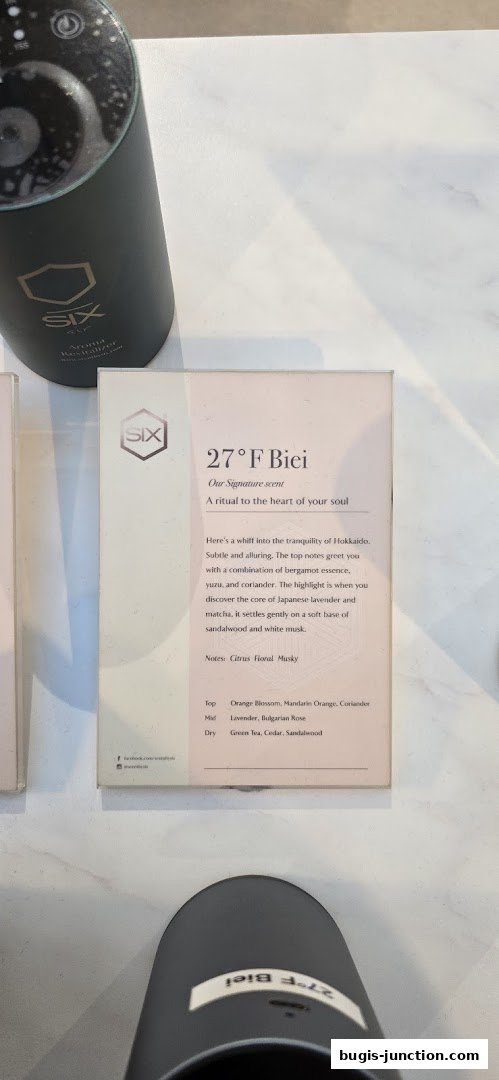 SIX
Aroma
Revitalizer
SIX
27°F Biei
Our Signature scent
A ritual to the heart of your soul
Here's a whiff into the tranquility of Hokkaido.
Subtle and alluring. The top notes greet you
with a combination of bergamot essence,
yuzu, and coriander. The highlight is when you
discover the core of Japanese lavender and
matcha, it settles gently on a soft base of
sandalwood and white musk.
Notes: Citrus Floral Musky
Top Orange Blossom, Mandarin Orange, Coriander
Mid Lavender, Bulgarian Rose
Dry Green Tea, Cedar, Sandalwood
27°F Biei
bugis-junction.com